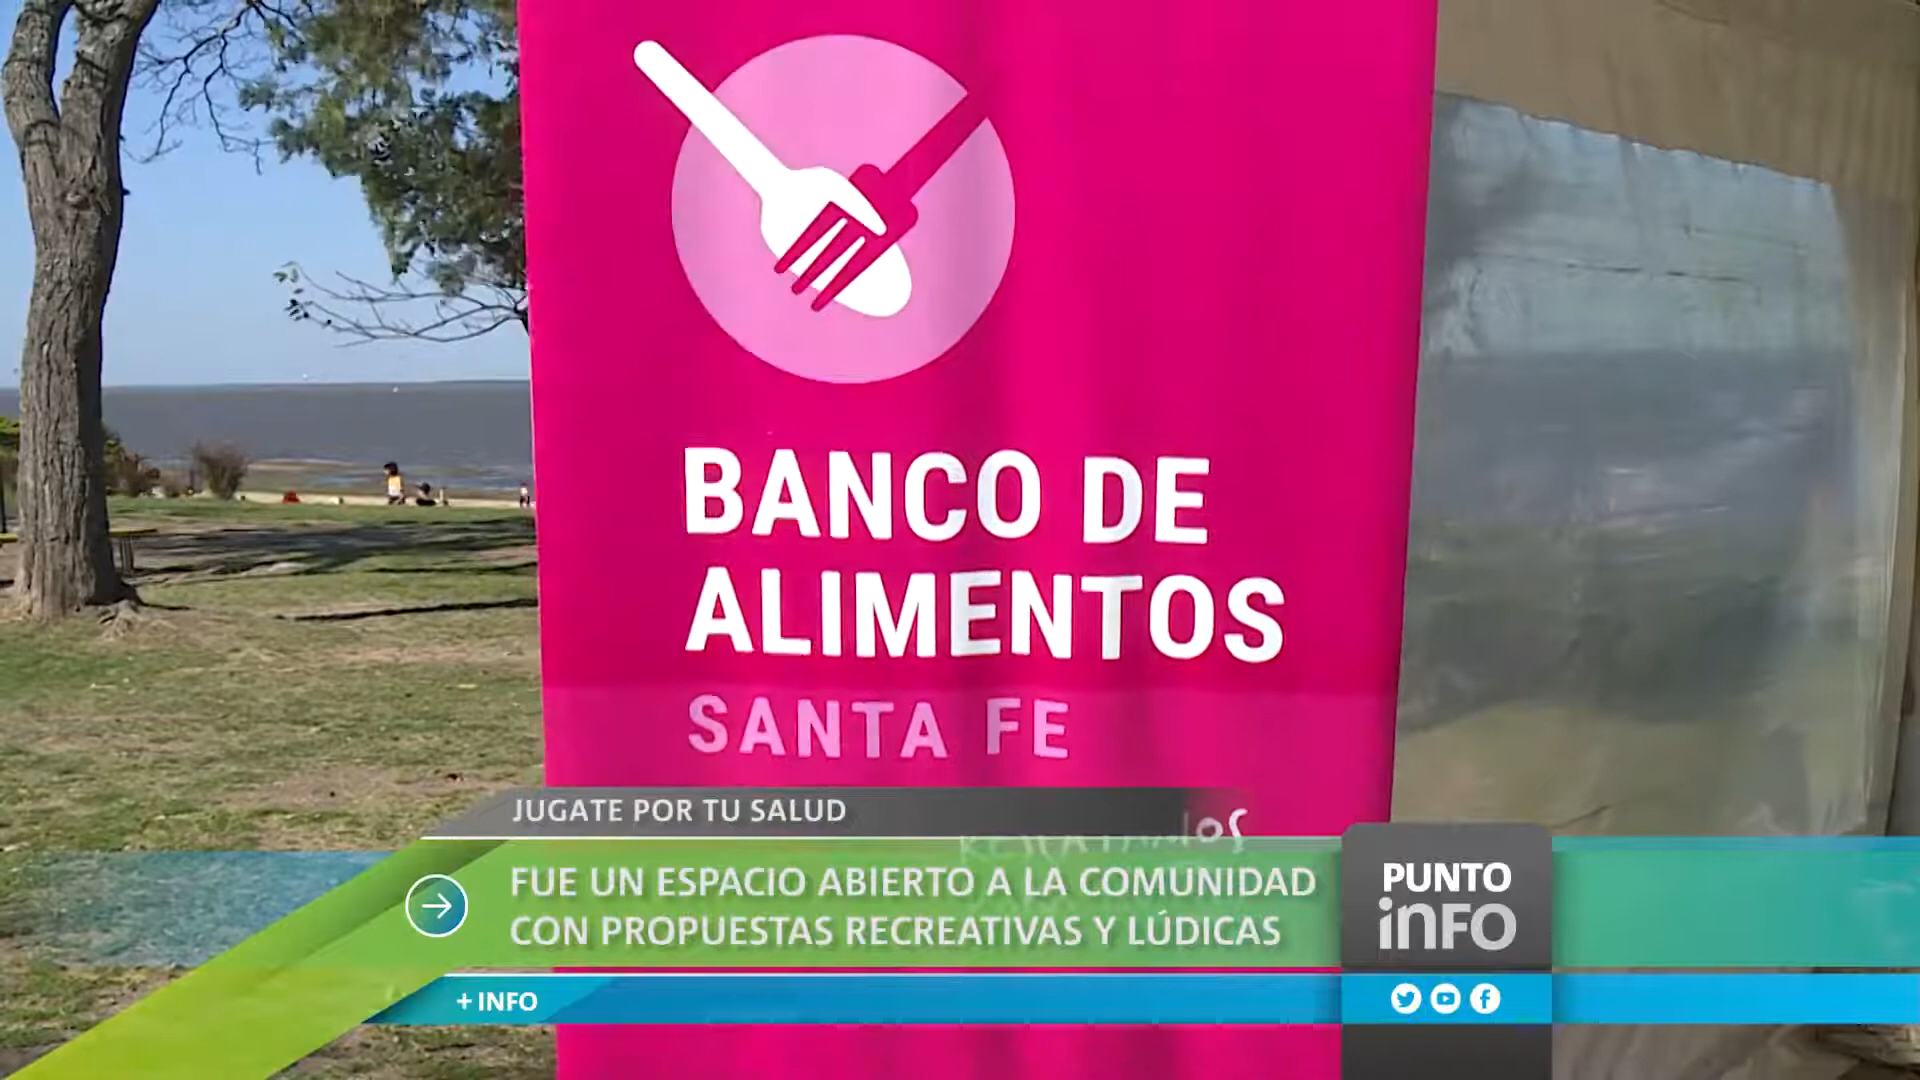 BANCO DE
ALIMENTOS
SANTA FE
JUGATE POR TU SALUD
FUE UN ESPACIO ABIERTO A LA COMUNIDAD
CON PROPUESTAS RECREATIVAS Y LÚDICAS
PUNTO
iNFO
+ INFO